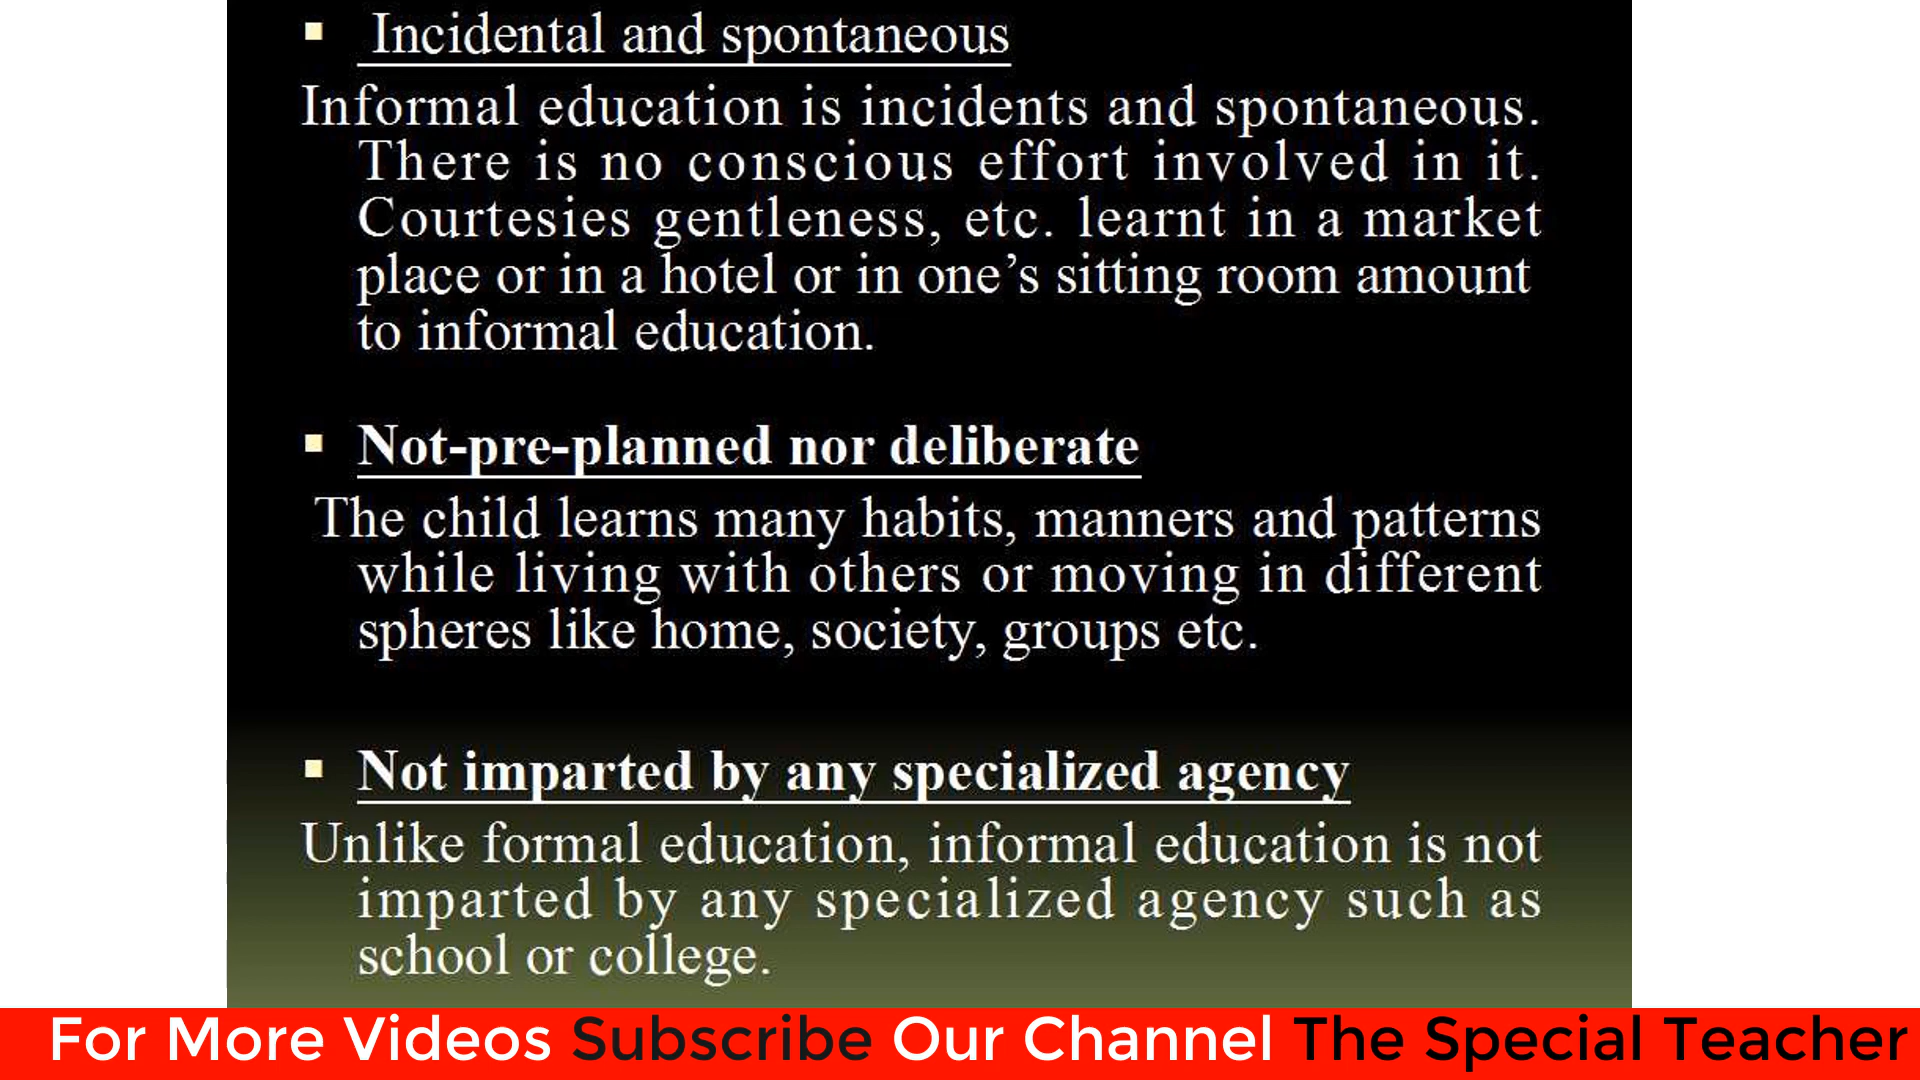 ▪ Incidental and spontaneous
Informal education is incidents and spontaneous.
There is no conscious effort involved in it.
Courtesies gentleness, etc. learnt in a market
place or in a hotel or in one’s sitting room amount
to informal education.
▪ Not-pre-planned nor deliberate
The child learns many habits, manners and patterns
while living with others or moving in different
spheres like home, society, groups etc.
▪ Not imparted by any specialized agency
Unlike formal education, informal education is not
imparted by any specialized agency such as
school or college.
For More Videos Subscribe Our Channel The Special Teacher